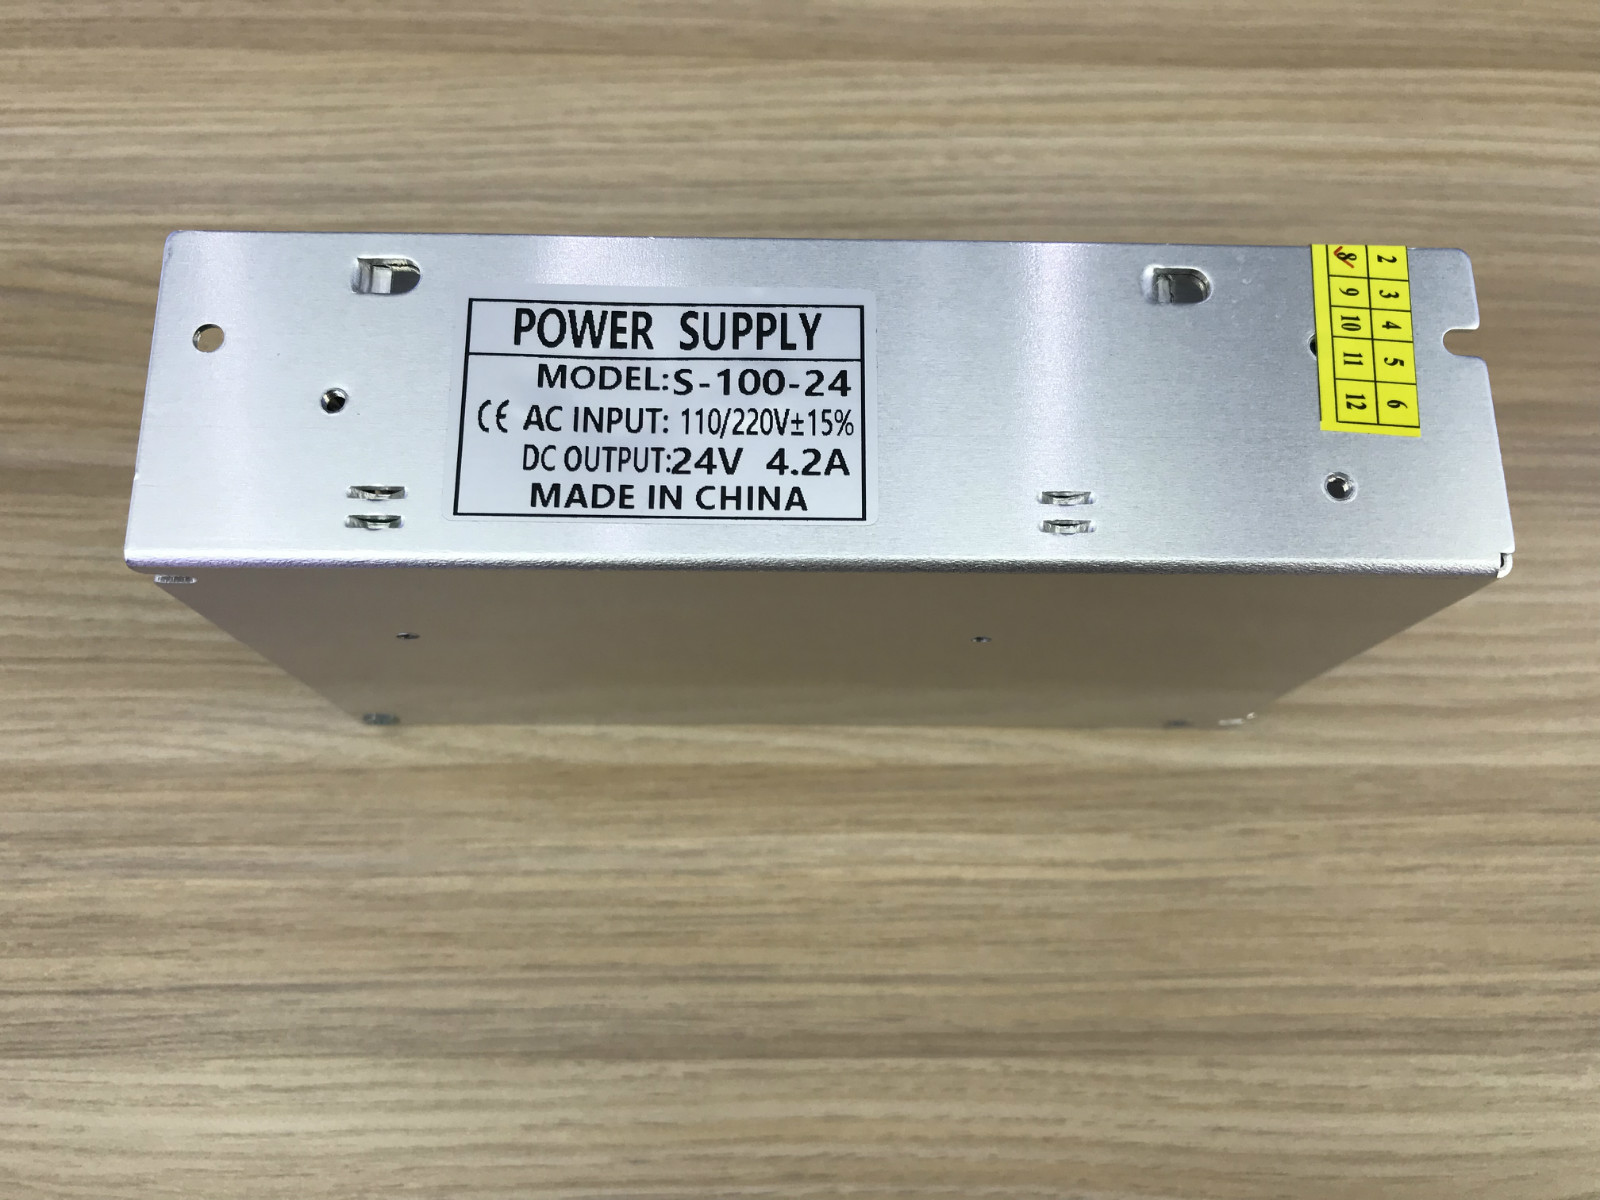 POWER SUPPLY
MODEL:S-100-24
CE AC INPUT: 110/220V±15%
DC OUTPUT:24V 4.2A
MADE IN CHINA
2 3 4 5 6
8 9 10 11 12